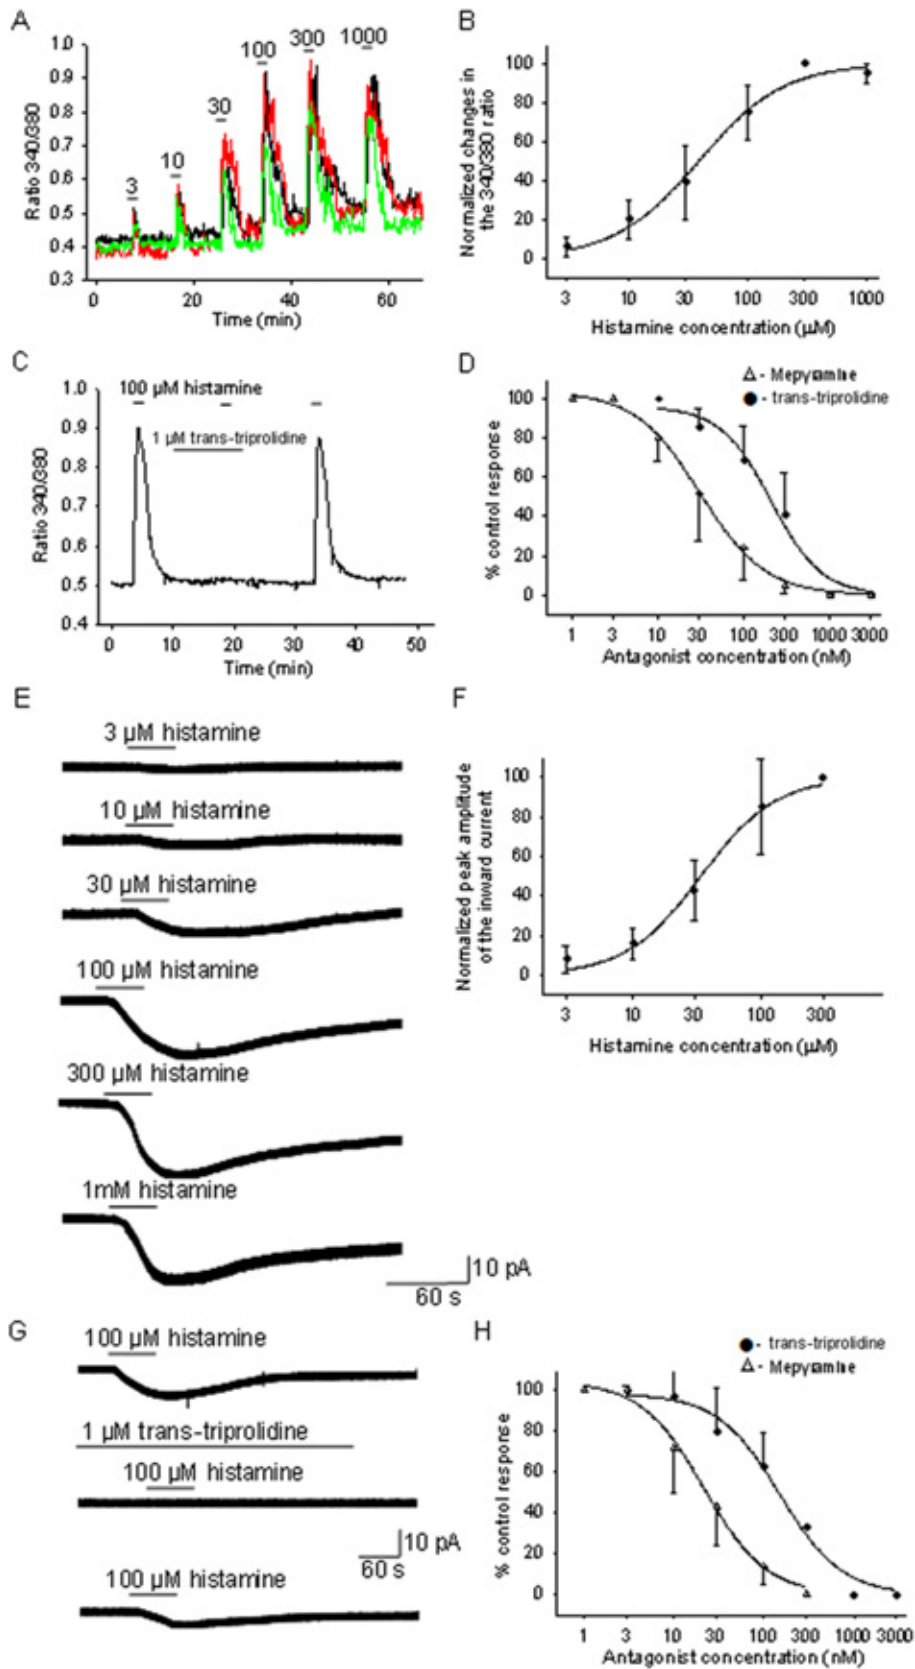 A
Ratio 340/380
1.0
0.9
0.8
0.7
0.6
0.5
0.4
0.3
3
10
30
100
300
1000
0
20
40
60
Time (min)
B
Normalized changes in
the 340/380 ratio
100
80
60
40
20
0
3
10
30
100
300
1000
Histamine concentration (µM)
C
Ratio 340/380
1.0
0.9
0.8
0.7
0.6
0.5
0.4
100 µM histamine
1 µM trans-triprolidine
0
10
20
30
40
50
Time (min)
D
Δ - Mepyramine
● - trans-triprolidine
% control response
100
80
60
40
20
0
1
3
10
30
100
300
1000
3000
Antagonist concentration (nM)
E
3 µM histamine
10 µM histamine
30 µM histamine
100 µM histamine
300 µM histamine
1mM histamine
10 pA
60 s
F
Normalized peak amplitude
of the inward current
100
80
60
40
20
0
3
10
30
100
300
Histamine concentration (µM)
G
100 µM histamine
1 µM trans-triprolidine
100 µM histamine
10 pA
60 s
100 µM histamine
H
● - trans-triprolidine
Δ - Mepyramine
% control response
100
80
60
40
20
0
1
3
10
30
100
300
1000
3000
Antagonist concentration (nM)